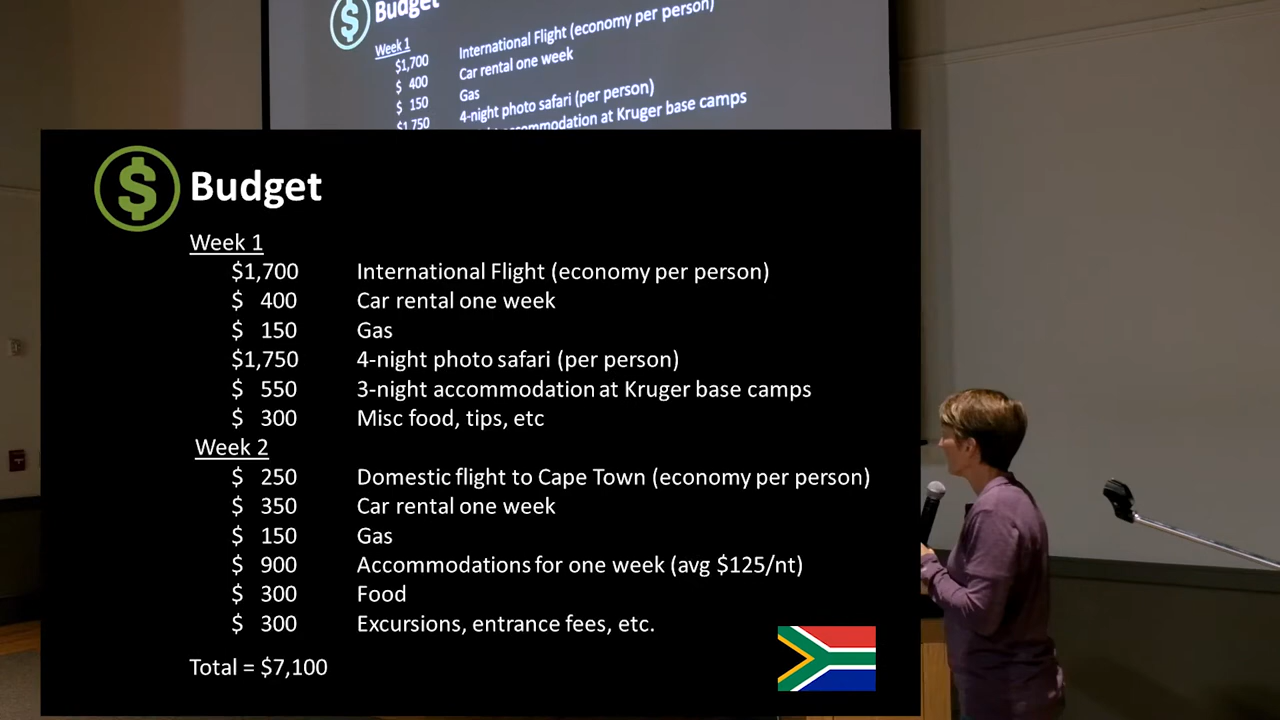 Budget
Week 1
$1,700 International Flight (economy per person)
$ 400 Car rental one week
$ 150 Gas
$1,750 4-night photo safari (per person)
accommodation at Kruger base camps
$ Budget
Week 1
$1,700 International Flight (economy per person)
$ 400 Car rental one week
$ 150 Gas
$1,750 4-night photo safari (per person)
$ 550 3-night accommodation at Kruger base camps
$ 300 Misc food, tips, etc
Week 2
$ 250 Domestic flight to Cape Town (economy per person)
$ 350 Car rental one week
$ 150 Gas
$ 900 Accommodations for one week (avg $125/nt)
$ 300 Food
$ 300 Excursions, entrance fees, etc.
Total = $7,100